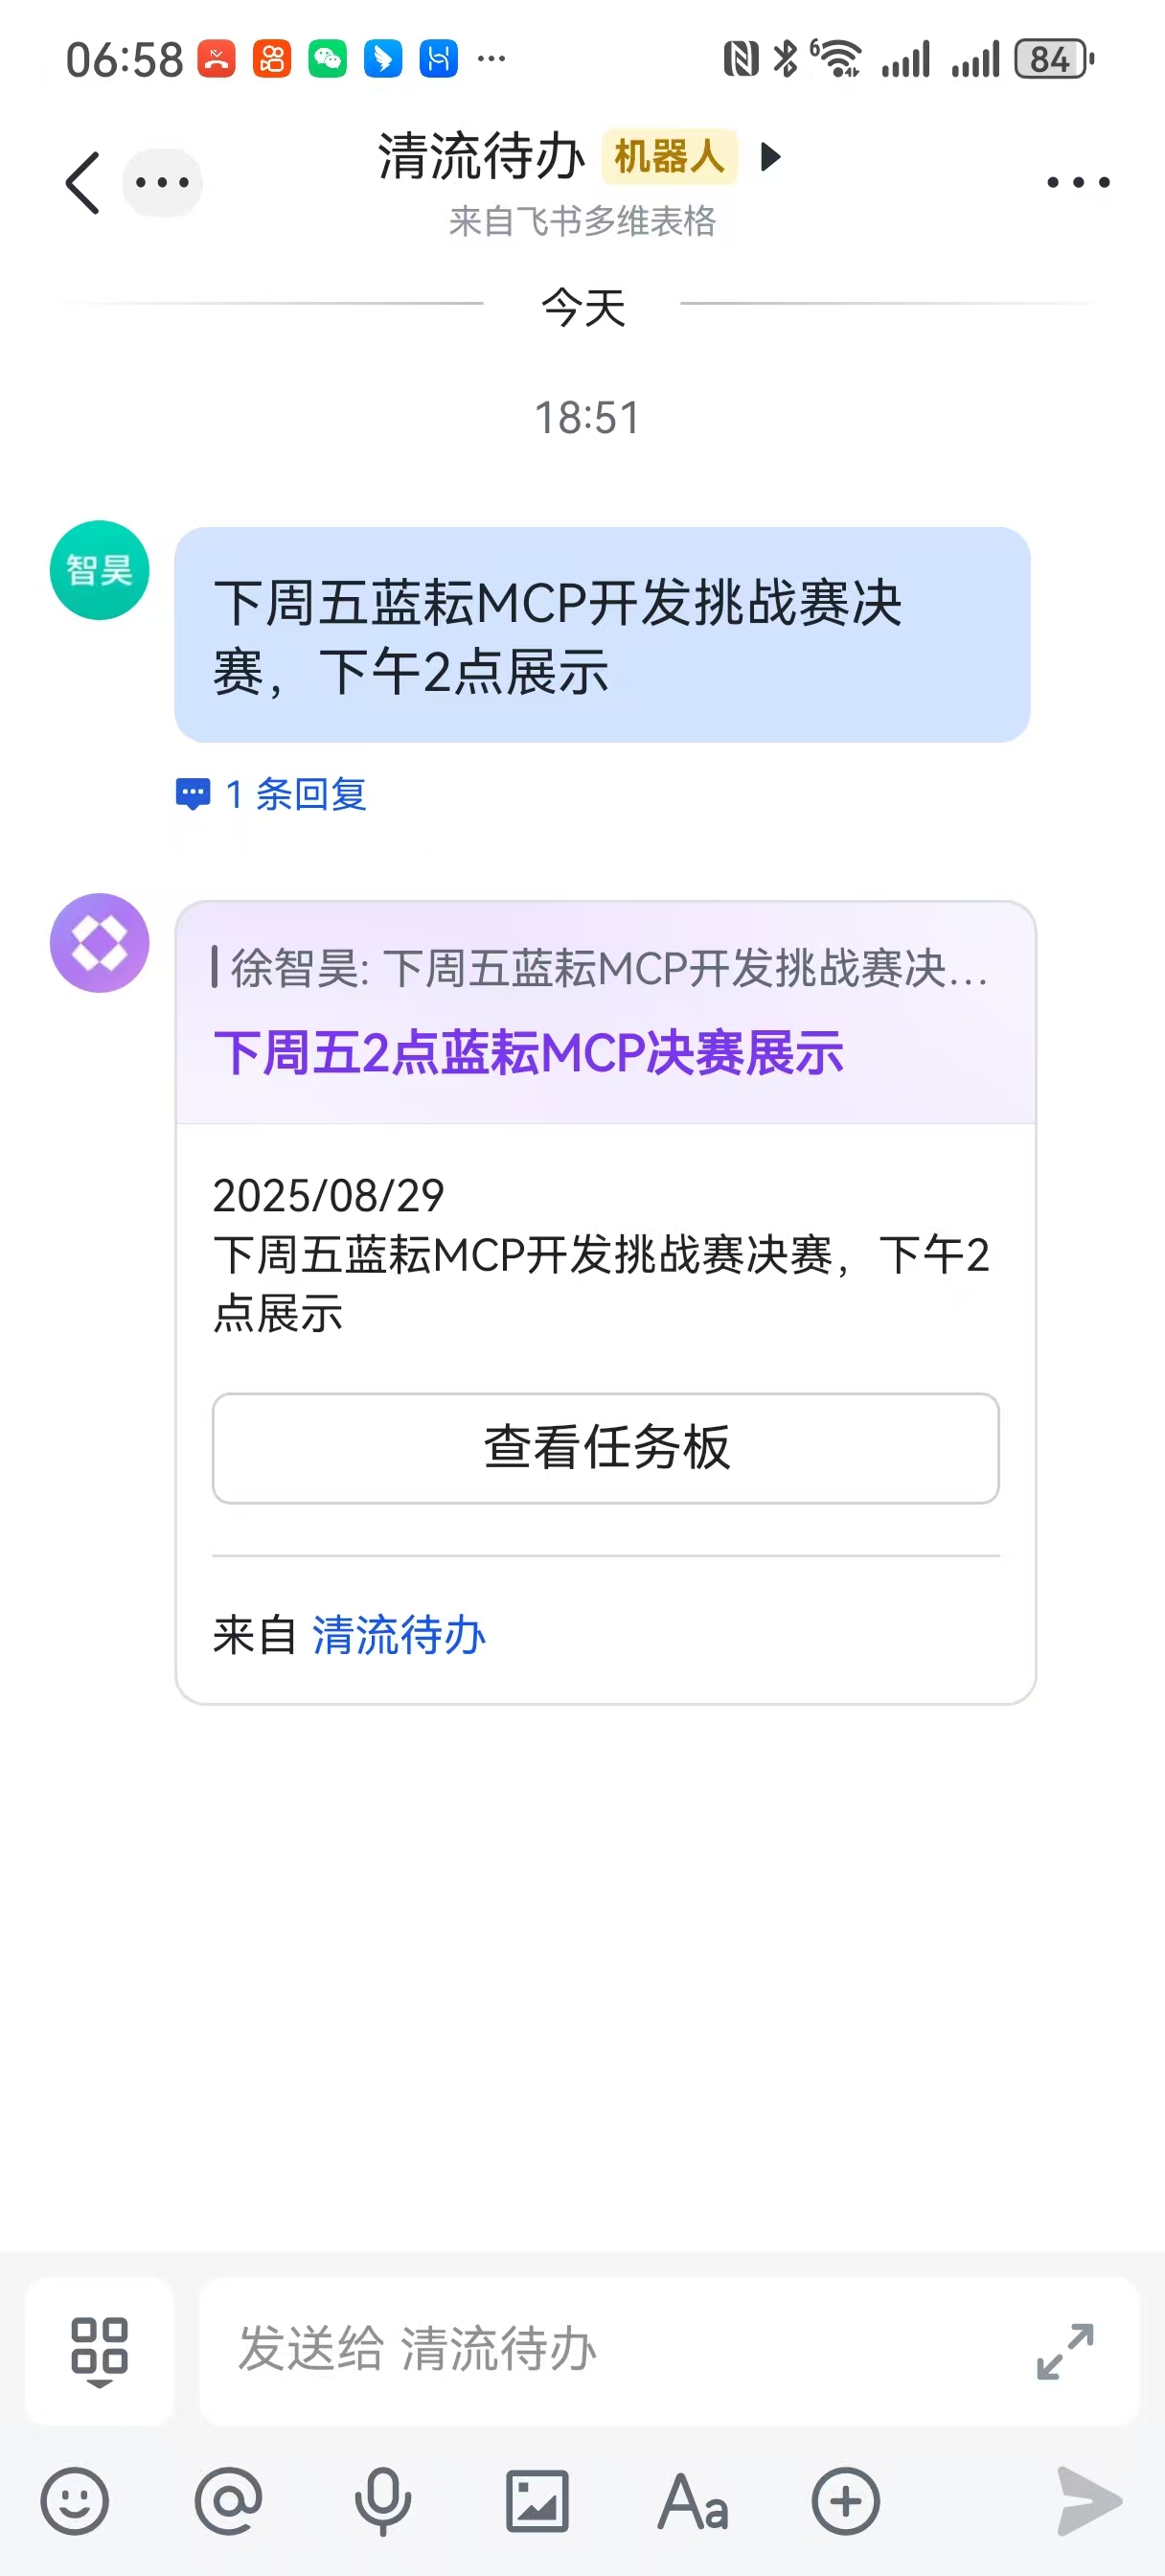 06:58
84
清流待办 机器人
来自飞书多维表格
今天
18:51
智昊
下周五蓝耘MCP开发挑战赛决
赛，下午2点展示
1 条回复
徐智昊: 下周五蓝耘MCP开发挑战赛决...
下周五2点蓝耘MCP决赛展示
2025/08/29
下周五蓝耘MCP开发挑战赛决赛，下午2
点展示
查看任务板
来自 清流待办
发送给 清流待办
Aa